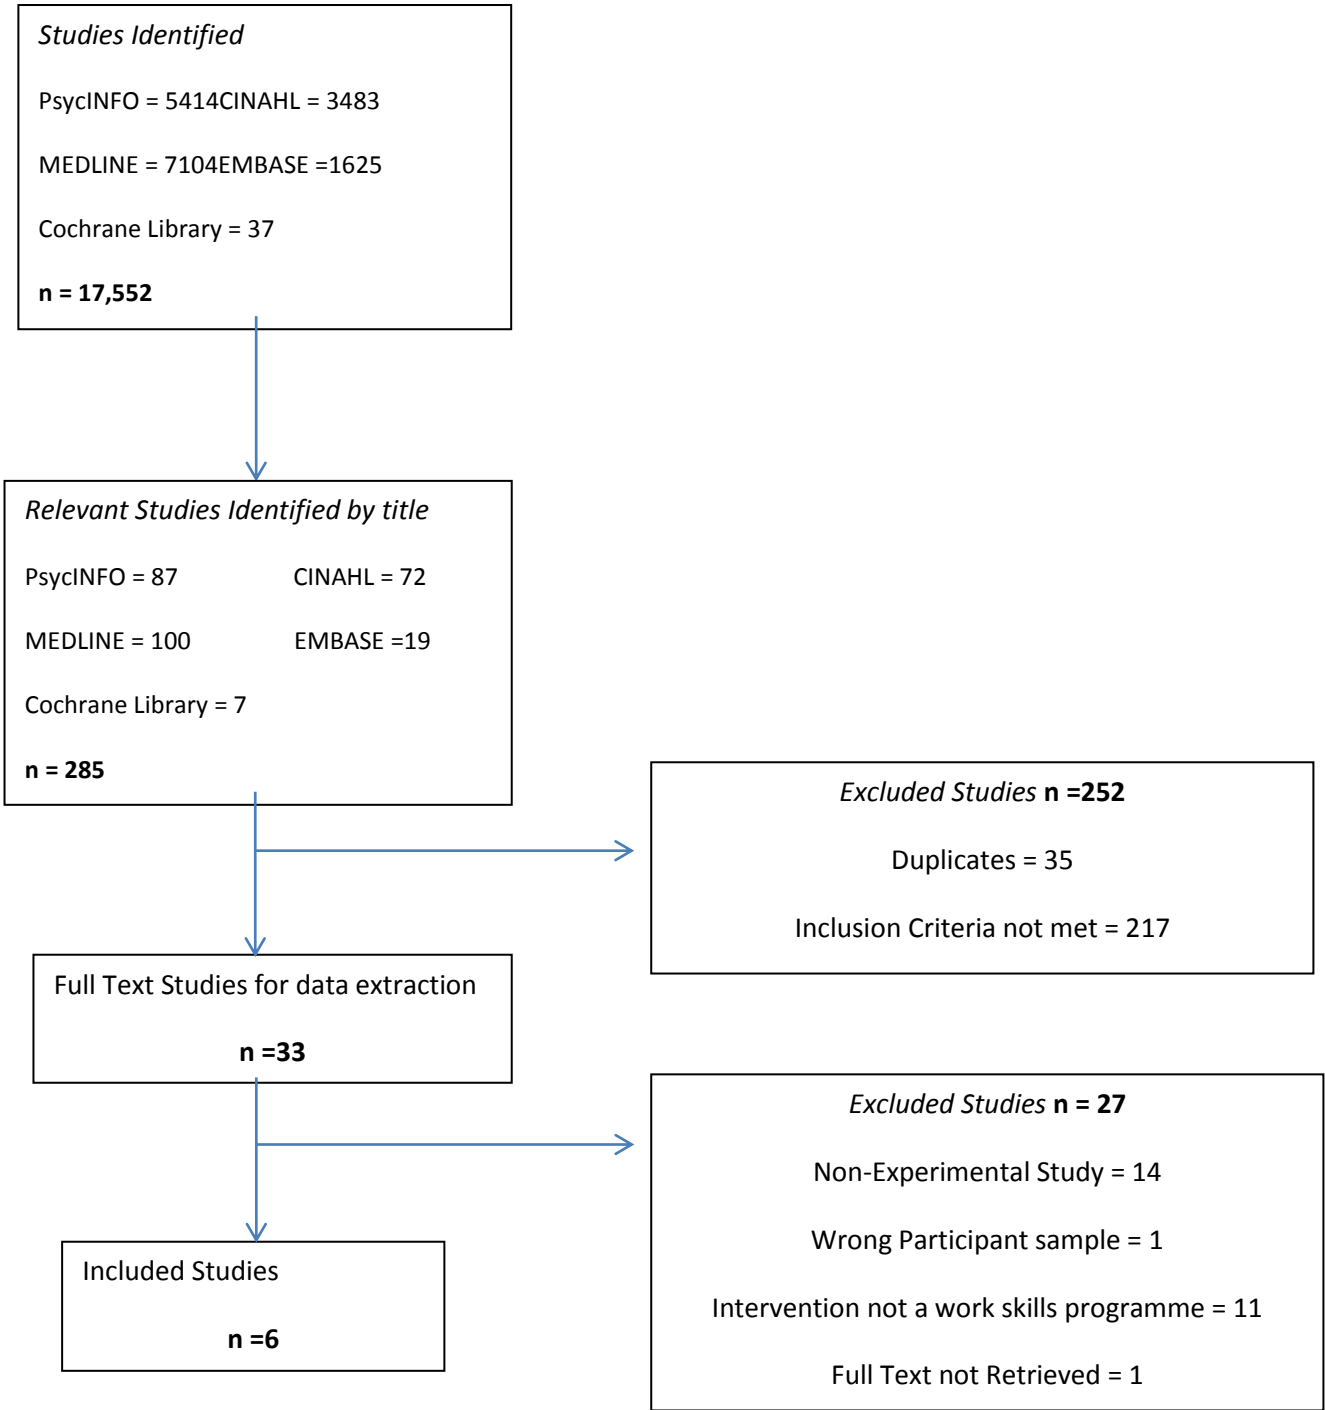 Studies Identified
PsycINFO = 5414CINAHL = 3483
MEDLINE = 7104EMBASE =1625
Cochrane Library = 37
n = 17,552
Relevant Studies Identified by title
PsycINFO = 87 CINAHL = 72
MEDLINE = 100 EMBASE =19
Cochrane Library = 7
n = 285
Excluded Studies n =252
Duplicates = 35
Inclusion Criteria not met = 217
Full Text Studies for data extraction
n =33
Excluded Studies n = 27
Non-Experimental Study = 14
Wrong Participant sample = 1
Intervention not a work skills programme = 11
Full Text not Retrieved = 1
Included Studies
n =6